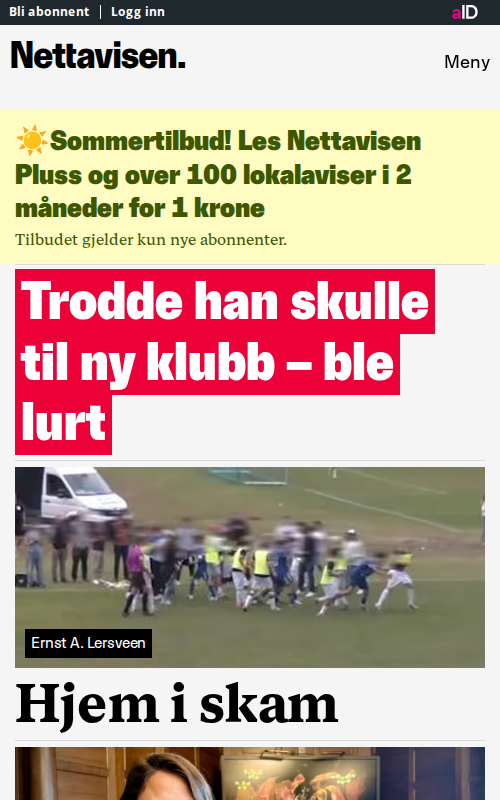 Bli abonnent | Logg inn
aID
Nettavisen.
Meny
☀️Sommertilbud! Les Nettavisen
Pluss og over 100 lokalaviser i 2
måneder for 1 krone
Tilbudet gjelder kun nye abonnenter.
Trodde han skulle
til ny klubb – ble
lurt
Ernst A. Lersveen
Hjem i skam